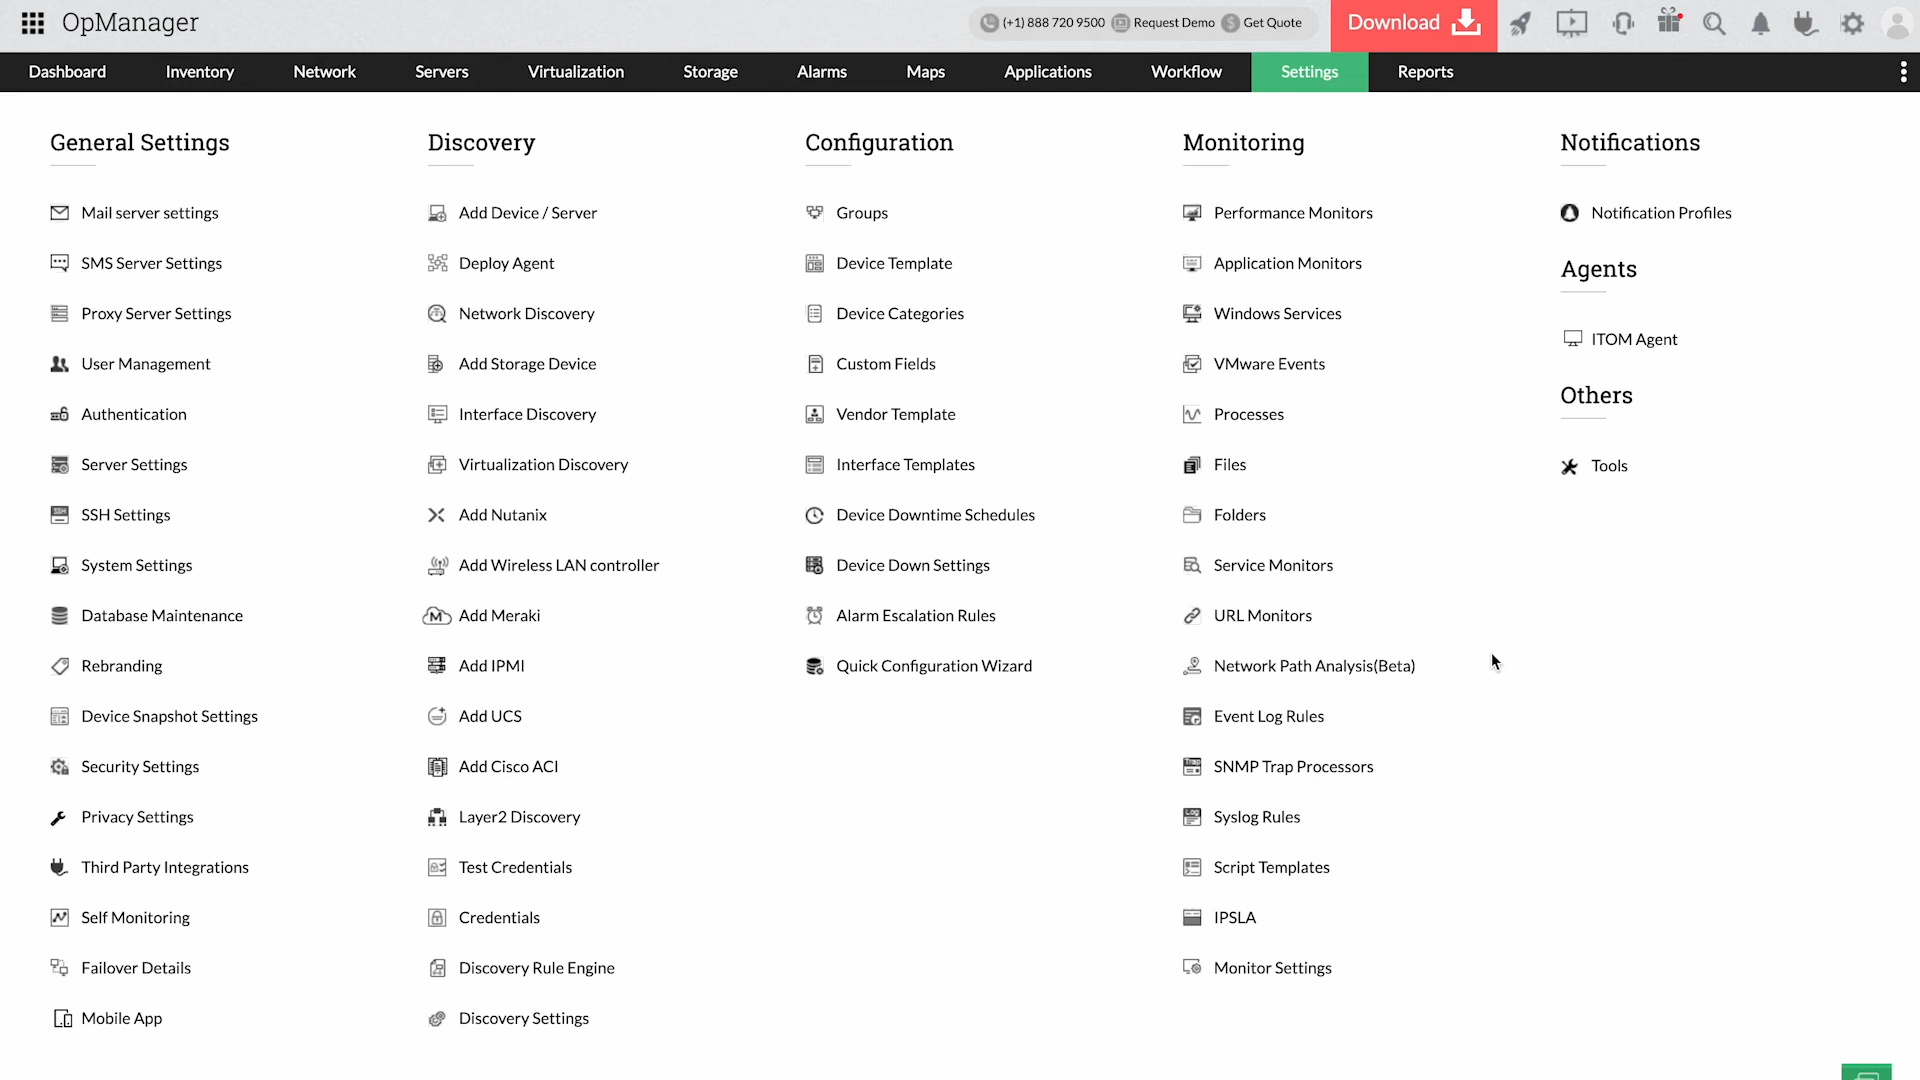 OpManager
(+1) 888 720 9500 Request Demo Get Quote
Download
Dashboard Inventory Network Servers Virtualization Storage Alarms Maps Applications Workflow Settings Reports
General Settings
Mail server settings
SMS Server Settings
Proxy Server Settings
User Management
Authentication
Server Settings
SSH Settings
System Settings
Database Maintenance
Rebranding
Device Snapshot Settings
Security Settings
Privacy Settings
Third Party Integrations
Self Monitoring
Failover Details
Mobile App
Discovery
Add Device / Server
Deploy Agent
Network Discovery
Add Storage Device
Interface Discovery
Virtualization Discovery
Add Nutanix
Add Wireless LAN controller
Add Meraki
Add IPMI
Add UCS
Add Cisco ACI
Layer2 Discovery
Test Credentials
Credentials
Discovery Rule Engine
Discovery Settings
Configuration
Groups
Device Template
Device Categories
Custom Fields
Vendor Template
Interface Templates
Device Downtime Schedules
Device Down Settings
Alarm Escalation Rules
Quick Configuration Wizard
Monitoring
Performance Monitors
Application Monitors
Windows Services
VMware Events
Processes
Files
Folders
Service Monitors
URL Monitors
Network Path Analysis(Beta)
Event Log Rules
SNMP Trap Processors
Syslog Rules
Script Templates
IPSLA
Monitor Settings
Notifications
Notification Profiles
Agents
ITOM Agent
Others
Tools